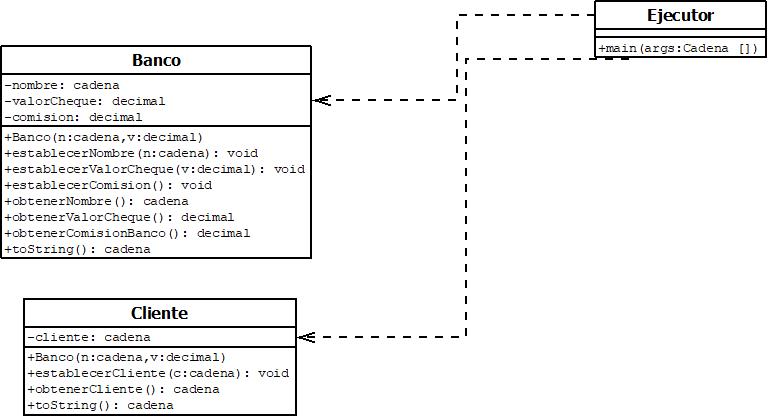 Ejecutor
+main(args:Cadena [])
Banco
-nombre: cadena
-valorCheque: decimal
-comision: decimal
+Banco(n:cadena,v:decimal)
+establecerNombre(n:cadena): void
+establecerValorCheque(v:decimal): void
+establecerComision(): void
+obtenerNombre(): cadena
+obtenerValorCheque(): decimal
+obtenerComisionBanco(): decimal
+toString(): cadena
Cliente
-cliente: cadena
+Banco(n:cadena,v:decimal)
+establecerCliente(c:cadena): void
+obtenerCliente(): cadena
+toString(): cadena